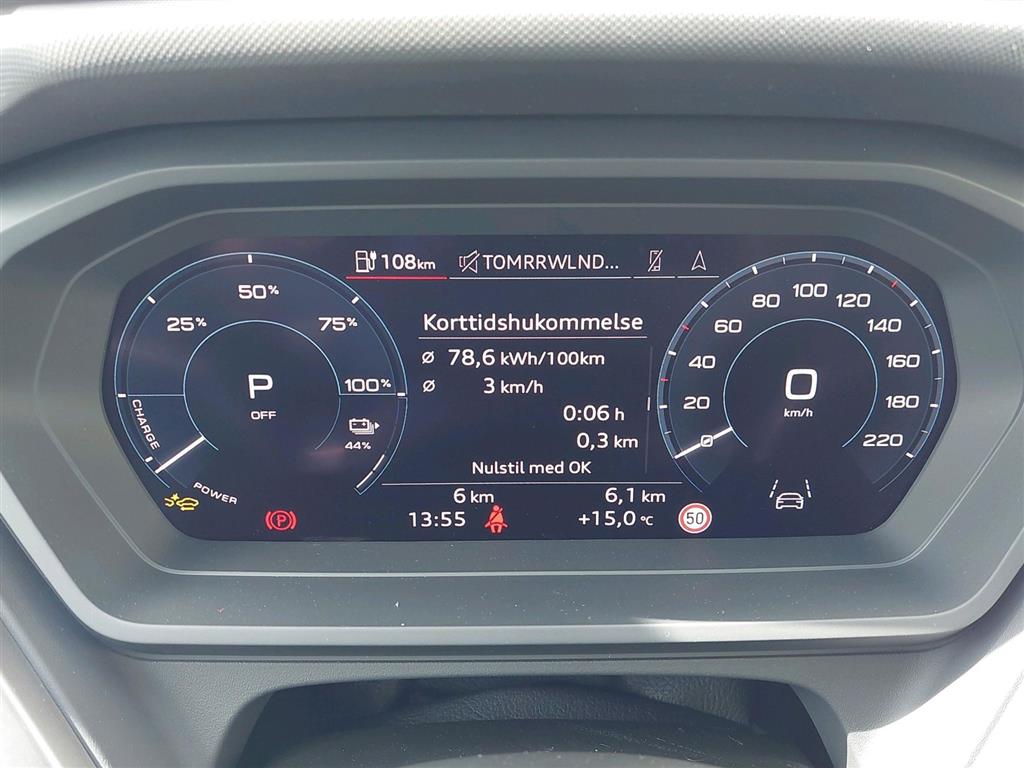 108km TOMRRWLND...
50%
25% 75%
100%
CHARGE
POWER
P
OFF
44%
Korttidshukommelse
ø 78,6 kWh/100km
ø 3 km/h
0:06 h
0,3 km
Nulstil med OK
6 km 6,1 km
13:55 +15,0 °C
50
(P)
20
40
60
80
100
120
140
160
180
220
P
0
km/h